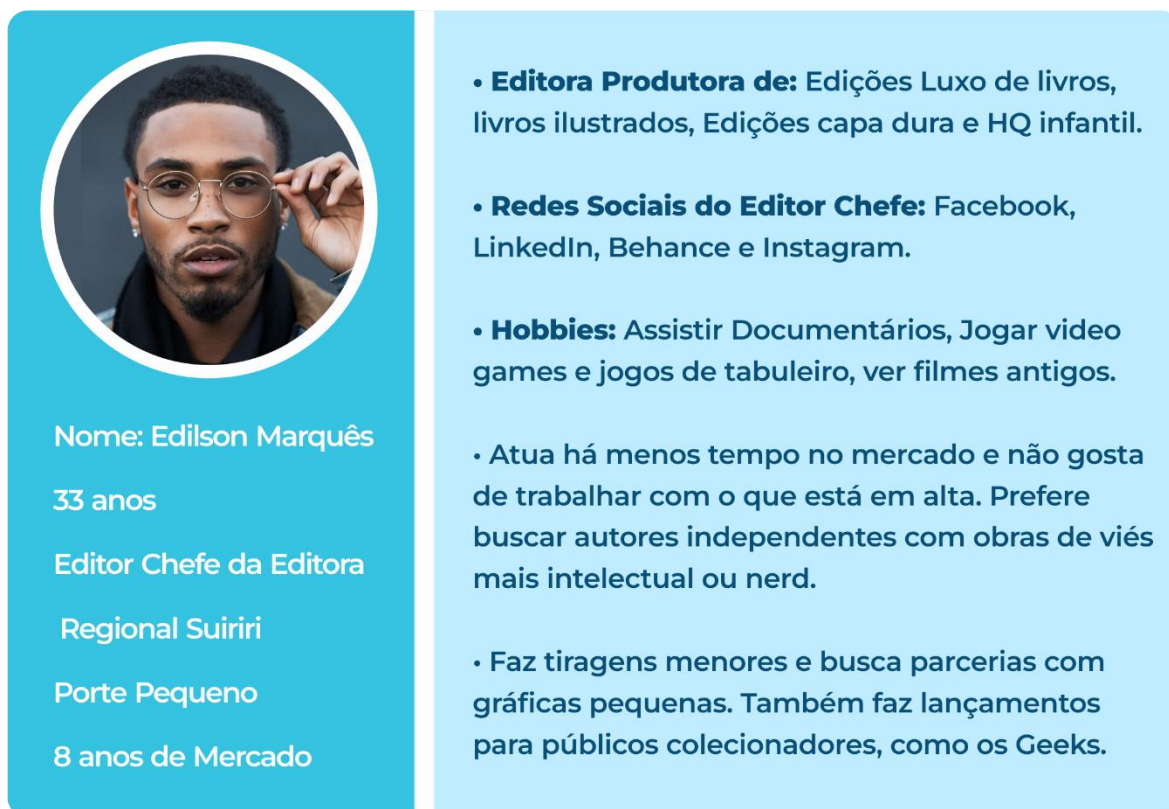 Nome: Edilson Marquês
33 anos
Editor Chefe da Editora
Regional Suiriri
Porte Pequeno
8 anos de Mercado
• Editora Produtora de: Edições Luxo de livros,
livros ilustrados, Edições capa dura e HQ infantil.
• Redes Sociais do Editor Chefe: Facebook,
LinkedIn, Behance e Instagram.
• Hobbies: Assistir Documentários, Jogar video
games e jogos de tabuleiro, ver filmes antigos.
• Atua há menos tempo no mercado e não gosta
de trabalhar com o que está em alta. Prefere
buscar autores independentes com obras de viés
mais intelectual ou nerd.
• Faz tiragens menores e busca parcerias com
gráficas pequenas. Também faz lançamentos
para públicos colecionadores, como os Geeks.